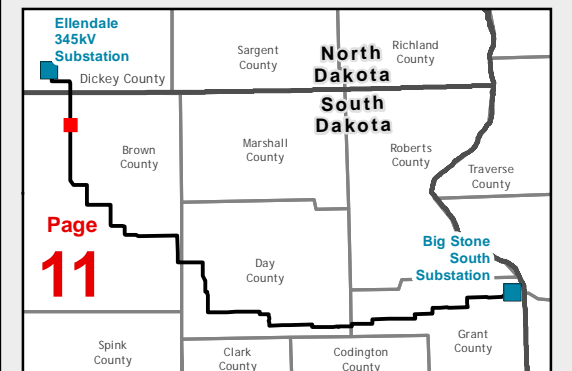 Ellendale
345kV
Substation
Dickey County
Sargent
County
North
Dakota
Richland
County
South
Dakota
Brown
County
Marshall
County
Roberts
County
Traverse
County
Page
11
Day
County
Big Stone
South
Substation
Spink
County
Clark
County
Codington
County
Grant
County